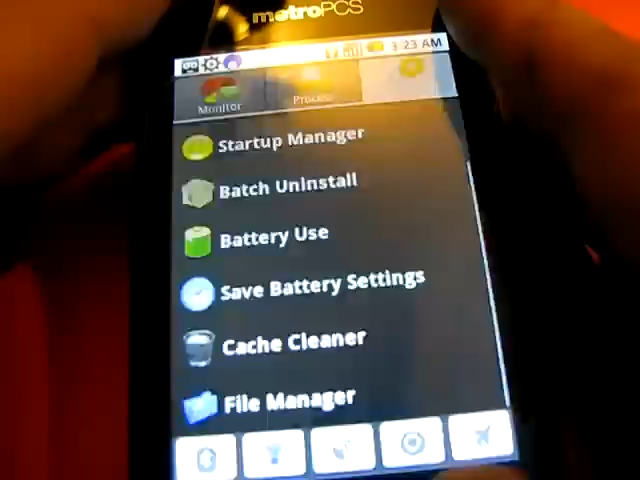 metroPCS
3:23 AM
Monitor
Process
Startup Manager
Batch Uninstall
Battery Use
Save Battery Settings
Cache Cleaner
File Manager